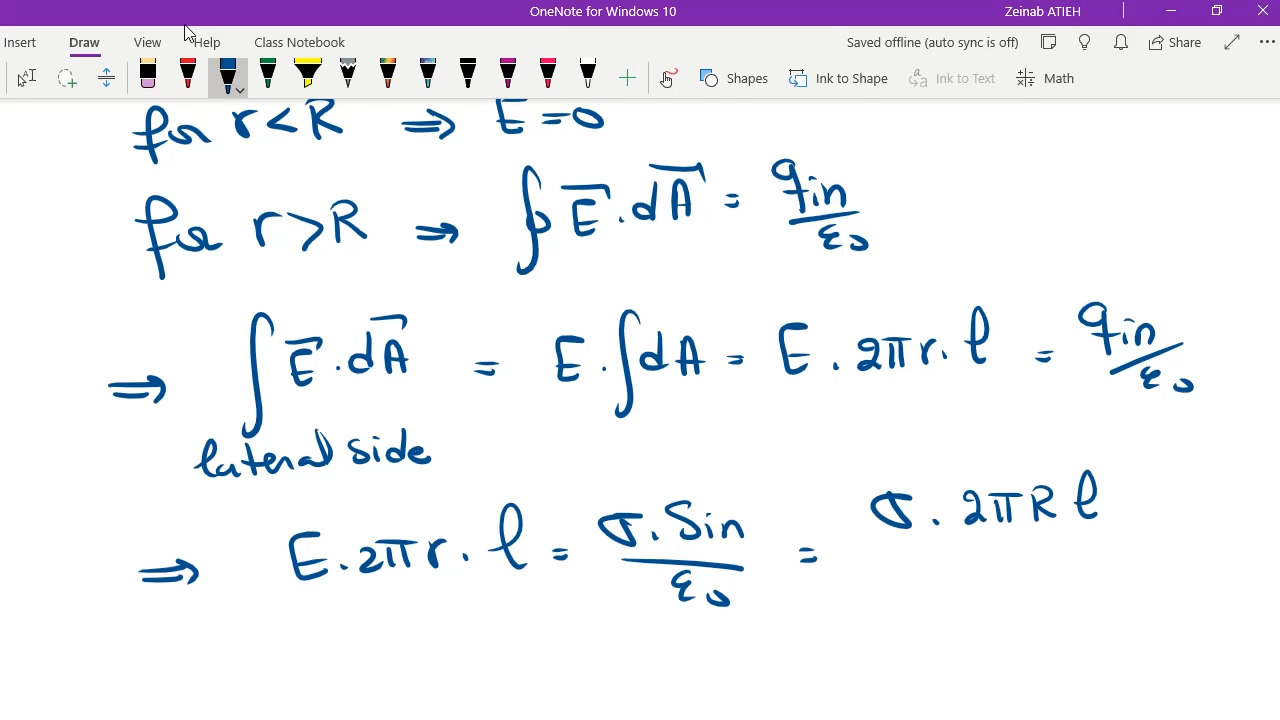 OneNote for Windows 10 Zeinab ATIEH
Insert Draw View Help Class Notebook Saved offline (auto sync is off) Share
Shapes Ink to Shape Ink to Text Math
for r < R ⇒ E = 0
for r > R ⇒ ∮ E⃗ . dA⃗ = qin / ε0
⇒ ∫ E⃗ . dA⃗ = E . ∫ dA = E . 2πr . ℓ = qin / ε0
lateral side
⇒ E . 2πr . ℓ = σ . Sin / ε0 = σ . 2πR ℓ